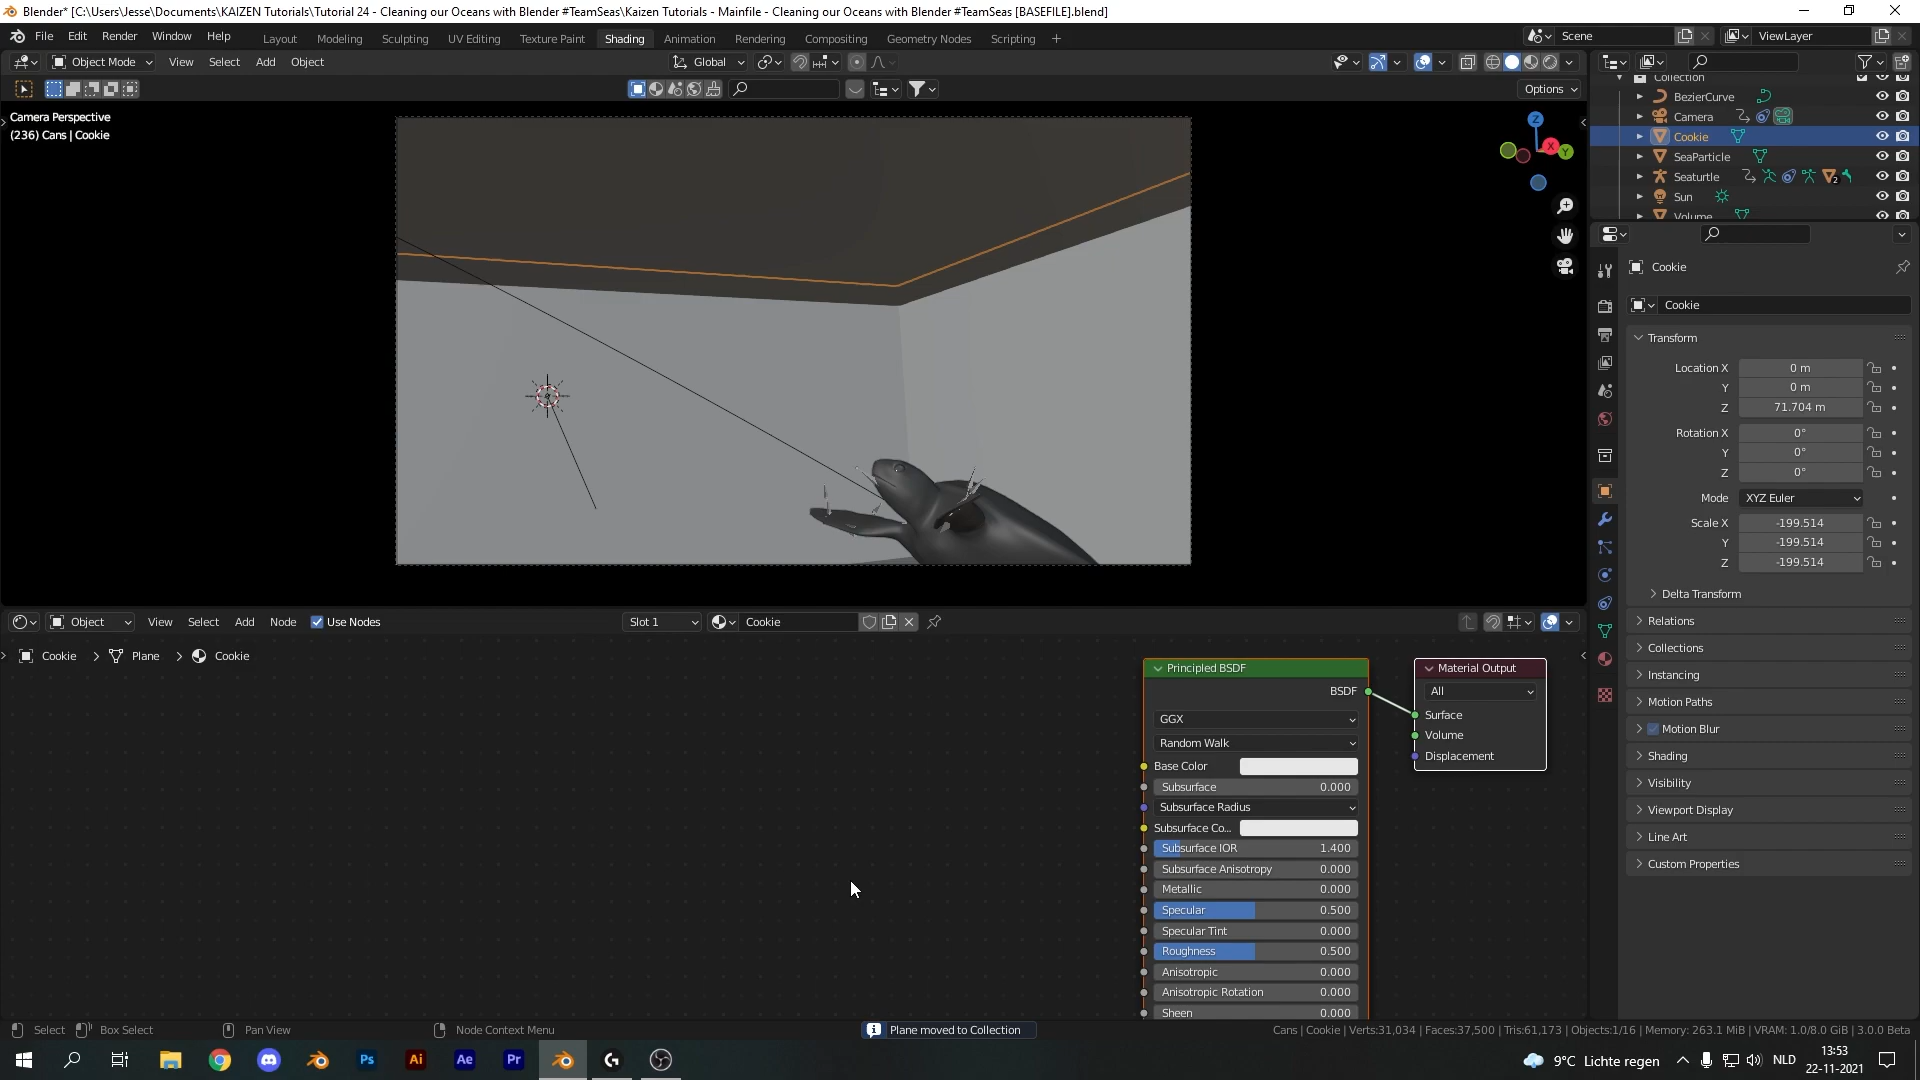 Blender* [C:\Users\Jesse\Documents\KAIZEN Tutorials\Tutorial 24 - Cleaning our Oceans with Blender #TeamSeas\Kaizen Tutorials - Mainfile - Cleaning our Oceans with Blender #TeamSeas [BASEFILE].blend]
File Edit Render Window Help Layout Modeling Sculpting UV Editing Texture Paint Shading Animation Rendering Compositing Geometry Nodes Scripting + Scene ViewLayer
Object Mode View Select Add Object Global
Options
Camera Perspective
(236) Cans | Cookie
Z
X
Y
Collection
BezierCurve
Camera
Cookie
SeaParticle
Seaturtle 2
Sun
Volume
Cookie
Cookie
Transform
Location X 0 m
Y 0 m
Z 71.704 m
Rotation X 0°
Y 0°
Z 0°
Mode XYZ Euler
Scale X -199.514
Y -199.514
Z -199.514
Delta Transform
Relations
Collections
Instancing
Motion Paths
Motion Blur
Shading
Visibility
Viewport Display
Line Art
Custom Properties
Object View Select Add Node Use Nodes Slot 1 Cookie
Cookie > Plane > Cookie
Principled BSDF
BSDF
GGX
Random Walk
Base Color
Subsurface 0.000
Subsurface Radius
Subsurface Co...
Subsurface IOR 1.400
Subsurface Anisotropy 0.000
Metallic 0.000
Specular 0.500
Specular Tint 0.000
Roughness 0.500
Anisotropic 0.000
Anisotropic Rotation 0.000
Sheen 0.000
Material Output
All
Surface
Volume
Displacement
Select Box Select Pan View Node Context Menu Plane moved to Collection Cans | Cookie | Verts:31,034 | Faces:37,500 | Tris:61,173 | Objects:1/16 | Memory: 263.1 MiB | VRAM: 1.0/8.0 GiB | 3.0.0 Beta
Ps Ai Ae Pr 9°C Lichte regen NLD 13:53
22-11-2021